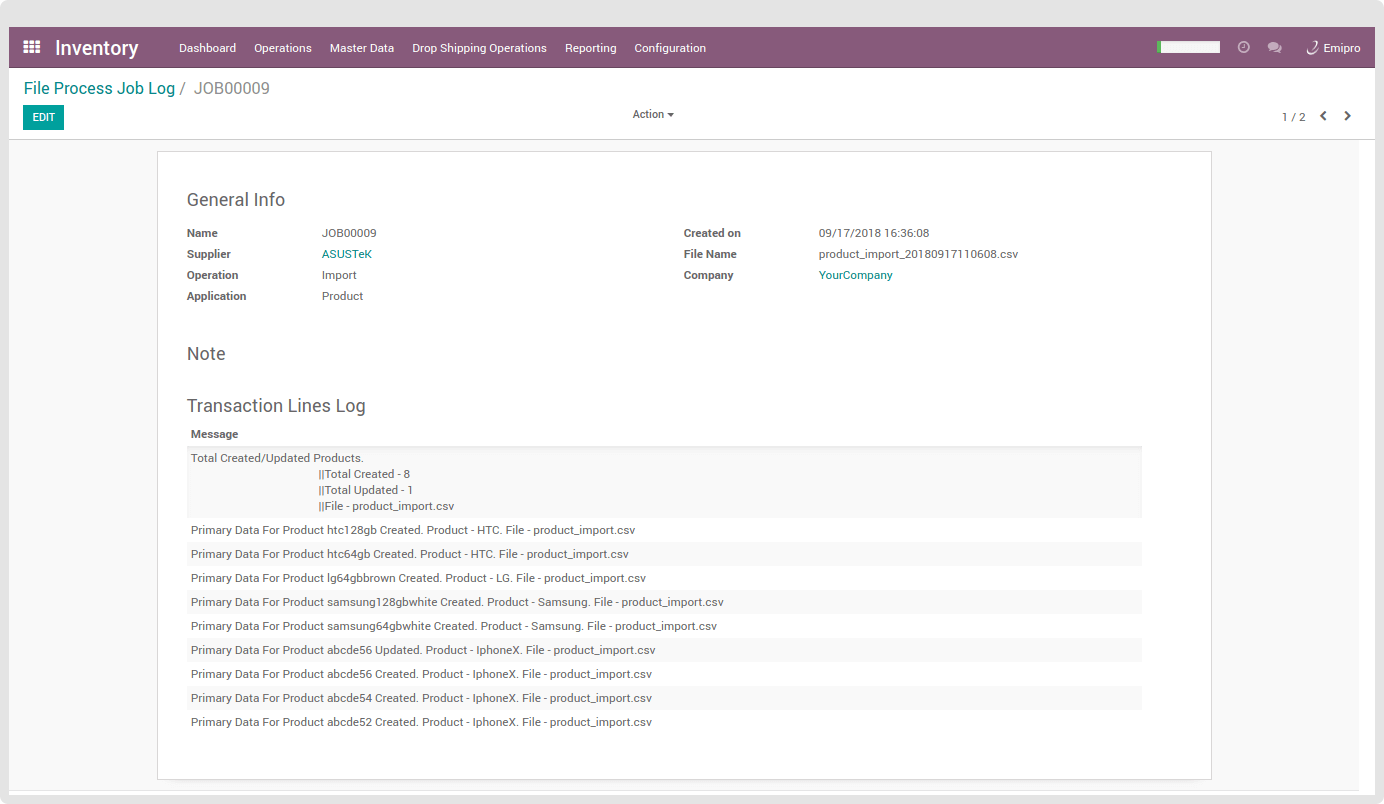 Inventory Dashboard Operations Master Data Drop Shipping Operations Reporting Configuration Emipro
File Process Job Log / JOB00009
EDIT Action 1 / 2
General Info
Name JOB00009 Created on 09/17/2018 16:36:08
Supplier ASUSTeK File Name product_import_20180917110608.csv
Operation Import Company YourCompany
Application Product
Note
Transaction Lines Log
Message
Total Created/Updated Products.
||Total Created - 8
||Total Updated - 1
||File - product_import.csv
Primary Data For Product htc128gb Created. Product - HTC. File - product_import.csv
Primary Data For Product htc64gb Created. Product - HTC. File - product_import.csv
Primary Data For Product lg64gbbrown Created. Product - LG. File - product_import.csv
Primary Data For Product samsung128gbwhite Created. Product - Samsung. File - product_import.csv
Primary Data For Product samsung64gbwhite Created. Product - Samsung. File - product_import.csv
Primary Data For Product abcde56 Updated. Product - IphoneX. File - product_import.csv
Primary Data For Product abcde56 Created. Product - IphoneX. File - product_import.csv
Primary Data For Product abcde54 Created. Product - IphoneX. File - product_import.csv
Primary Data For Product abcde52 Created. Product - IphoneX. File - product_import.csv